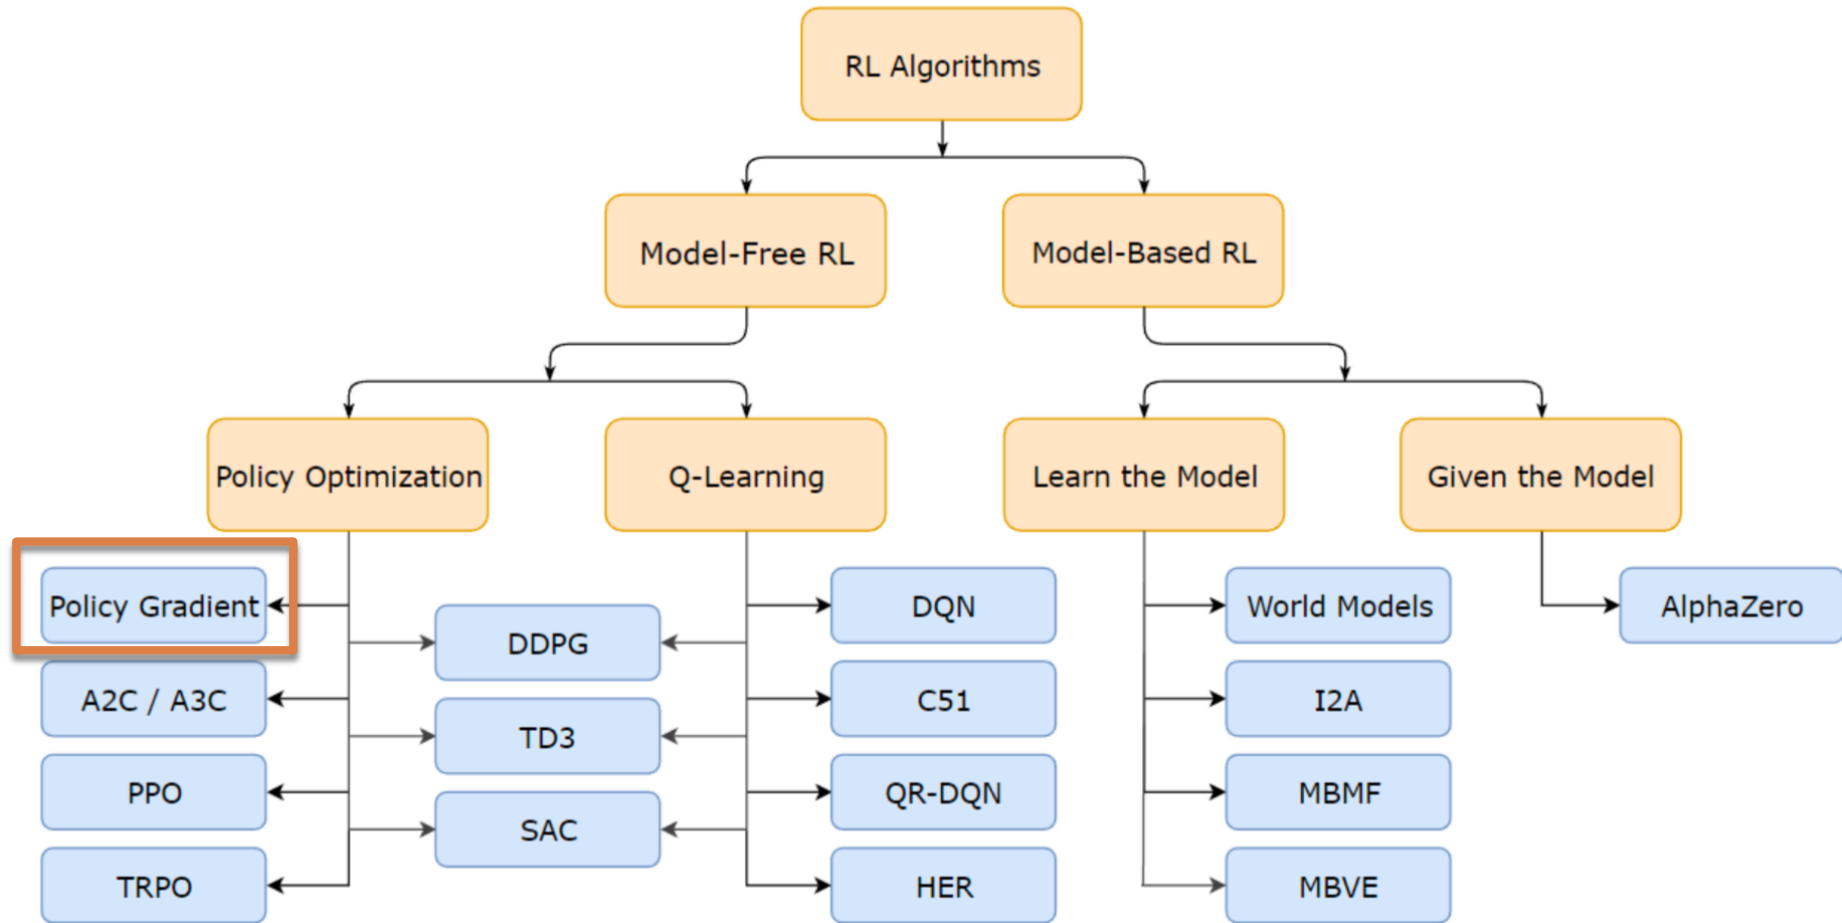 RL Algorithms
Model-Free RL
Model-Based RL
Policy Optimization
Q-Learning
Learn the Model
Given the Model
Policy Gradient
DDPG
DQN
World Models
AlphaZero
A2C / A3C
TD3
C51
I2A
PPO
SAC
QR-DQN
MBMF
TRPO
HER
MBVE